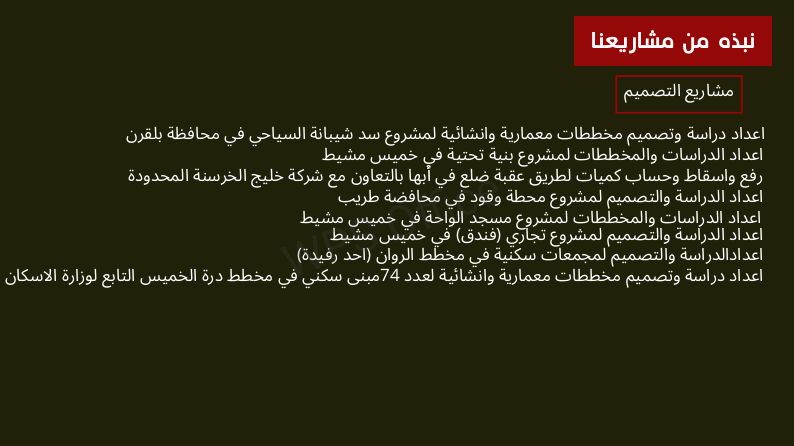 نبذه من مشاريعنا
مشاريع التصميم
اعداد دراسة وتصميم مخططات معمارية وانشائية لمشروع سد شيبانة السياحي في محافظة بلقرن
اعداد الدراسات والمخططات لمشروع بنية تحتية في خميس مشيط
رفع واسقاط وحساب كميات لطريق عقبة ضلع في أبها بالتعاون مع شركة خليج الخرسنة المحدودة
اعداد الدراسة والتصميم لمشروع محطة وقود في محافضة طريب
اعداد الدراسات والمخططات لمشروع مسجد الواحة في خميس مشيط
اعداد الدراسة والتصميم لمشروع تجاري (فندق) في خميس مشيط
اعدادالدراسة والتصميم لمجمعات سكنية في مخطط الروان (احد رفيدة)
اعداد دراسة وتصميم مخططات معمارية وانشائية لعدد 74مبنى سكني في مخطط درة الخميس التابع لوزارة الاسكان